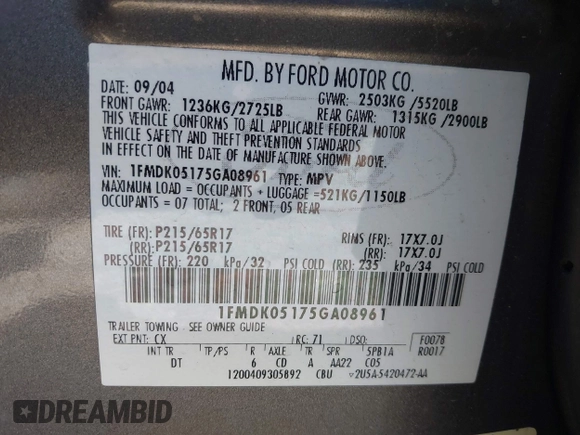 MFD. BY FORD MOTOR CO.
DATE: 09/04 GVWR: 2503KG /5520LB
FRONT GAWR: 1236KG/2725LB REAR GAWR: 1315KG/2900LB
THIS VEHICLE CONFORMS TO ALL APPLICABLE FEDERAL MOTOR
VEHICLE SAFETY AND THEFT PREVENTION STANDARDS
IN EFFECT ON THE DATE OF MANUFACTURE SHOWN ABOVE.
VIN: 1FMDK05175GA08961 TYPE: MPV
MAXIMUM LOAD = OCCUPANTS + LUGGAGE =521KG/1150LB
OCCUPANTS = 07 TOTAL; 2 FRONT, 05 REAR
TIRE (FR): P215/65R17 RIMS (FR): 17X7.0J
(RR): P215/65R17 (RR): 17X7.0J
PRESSURE (FR): 220 kPa/32 PSI COLD (RR): 235 kPa/34 PSI COLD
1FMDK05175GA08961
TRAILER TOWING - SEE OWNER GUIDE
EXT PNT: CX RC: 71 DSO: F0078
INT TR TP/PS R AXLE TR SPR SPB1A R0017
DT 6 CD A AA22 C05
1200409305892 CBU v2U5A-5420472-AA
DREAMBID